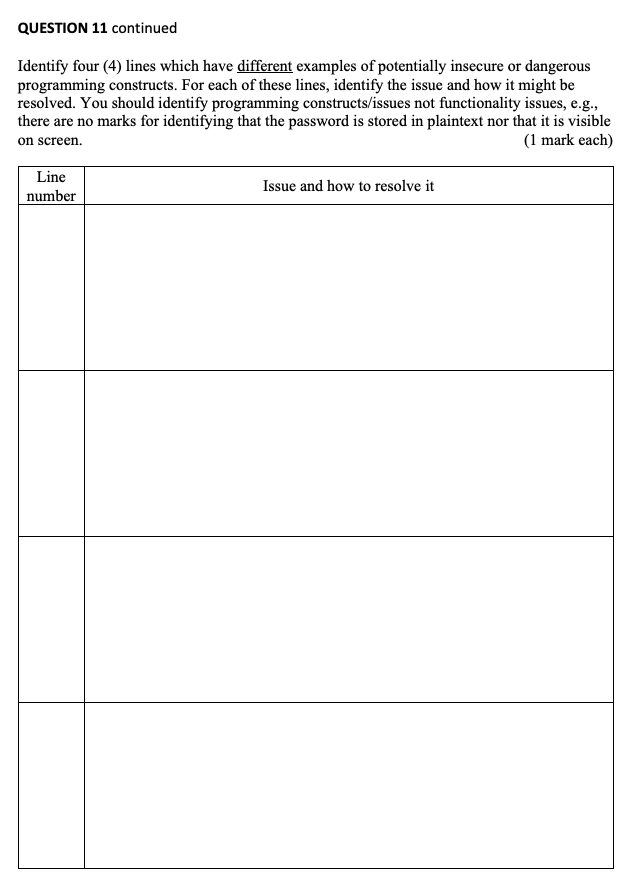 QUESTION 11 continued
Identify four (4) lines which have different examples of potentially insecure or dangerous
programming constructs. For each of these lines, identify the issue and how it might be
resolved. You should identify programming constructs/issues not functionality issues, e.g.,
there are no marks for identifying that the password is stored in plaintext nor that it is visible
on screen. (1 mark each)
Line
number
Issue and how to resolve it